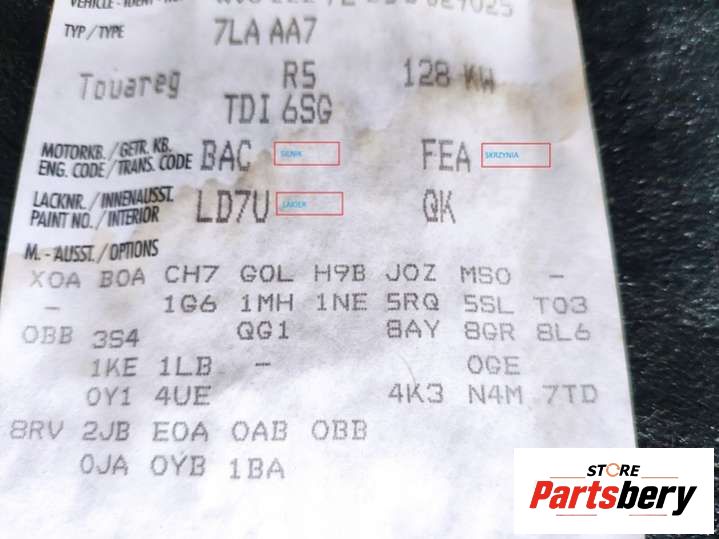 VEHICLE - IDENT
TYP/TYPE 7LA AA7
Touareg R5 128 KW
TDI 6SG
MOTORKB./GETR. KB.
ENG. CODE/TRANS. CODE BAC SILNIK FEA SKRZYNIA
LACKNR./INNENAUSST.
PAINT NO./INTERIOR LD7U LAKIER QK
M. - AUSST./OPTIONS
X0A B0A CH7 G0L H9B J0Z MS0 -
- 1G6 1MH 1NE 5RQ 5SL T03
0BB 3S4 QG1 8AY 8GR 8L6
1KE 1LB - 0GE
0Y1 4UE 4K3 N4M 7TD
8RV 2JB E0A 0AB 0BB
0JA 0YB 1BA
STORE
Partsbery